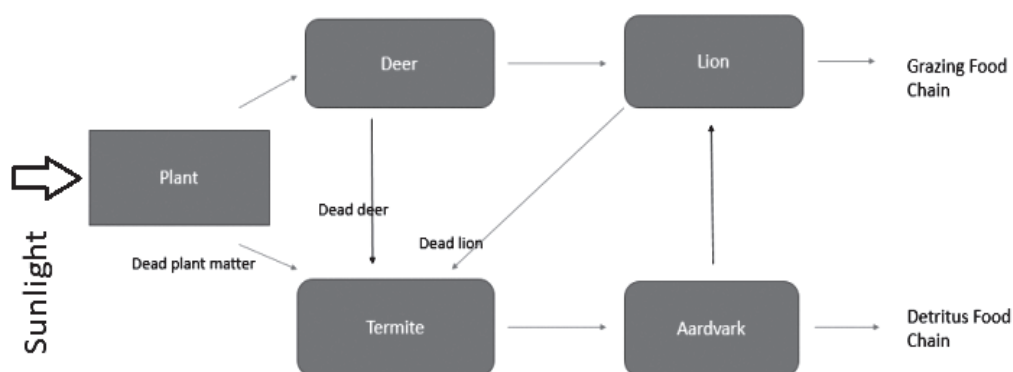 Sunlight
Plant
Deer
Lion
Grazing Food
Chain
Dead deer
Dead lion
Dead plant matter
Termite
Aardvark
Detritus Food
Chain